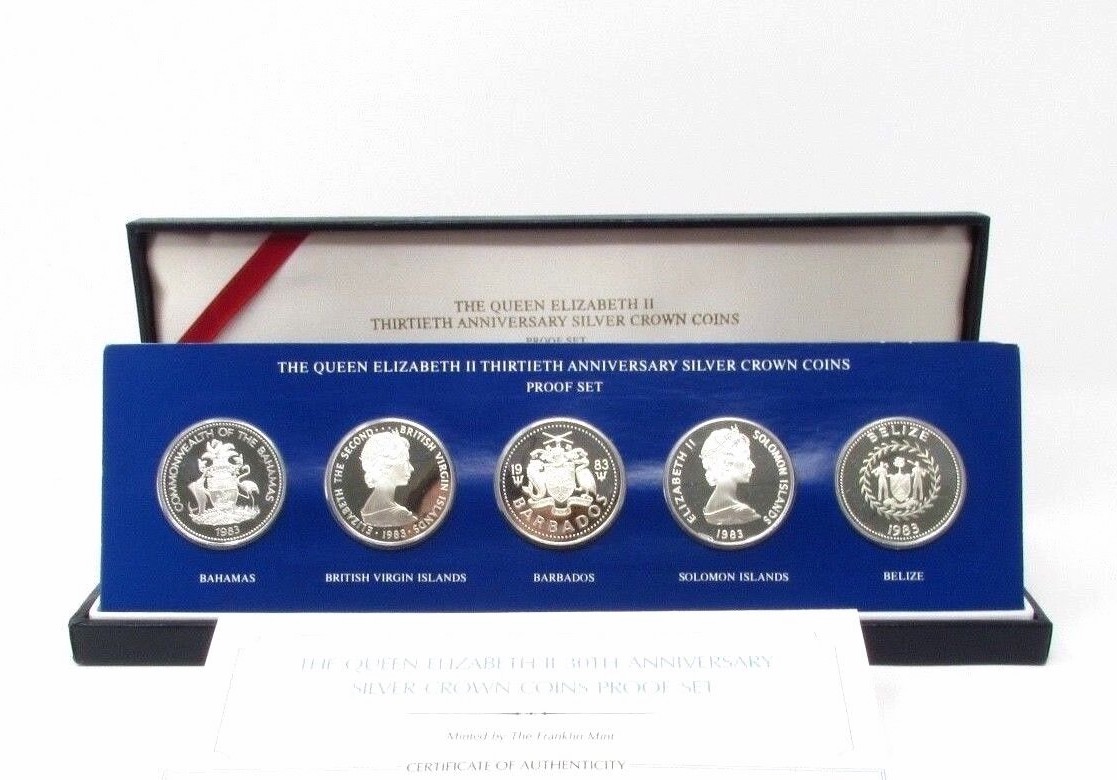 THE QUEEN ELIZABETH II
THIRTIETH ANNIVERSARY SILVER CROWN COINS
PROOF SET
THE QUEEN ELIZABETH II THIRTIETH ANNIVERSARY SILVER CROWN COINS
PROOF SET
COMMONWEALTH OF THE BAHAMAS
1983
ELIZABETH THE SECOND · BRITISH VIRGIN ISLANDS
· 1983 ·
1983
BARBADOS
ELIZABETH II SOLOMON ISLANDS
1983
BELIZE
1983
BAHAMAS
BRITISH VIRGIN ISLANDS
BARBADOS
SOLOMON ISLANDS
BELIZE
THE QUEEN ELIZABETH II 30TH ANNIVERSARY
SILVER CROWN COINS PROOF SET
Minted by The Franklin Mint
CERTIFICATE OF AUTHENTICITY